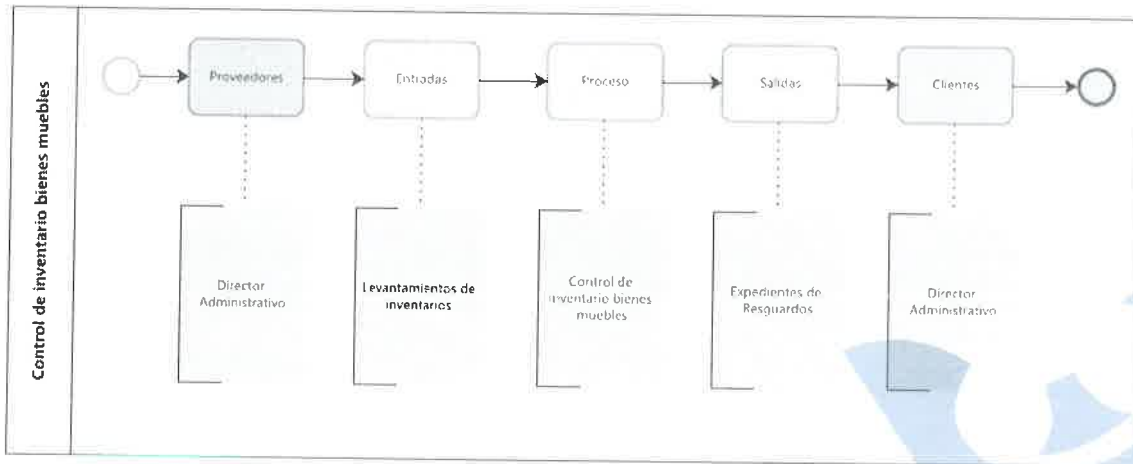 Control de inventario bienes muebles
Proveedores
Entradas
Proceso
Salidas
Clientes
Director
Administrativo
Levantamientos de
inventarios
Control de
inventario bienes
muebles
Expedientes de
Resguardos
Director
Administrativo